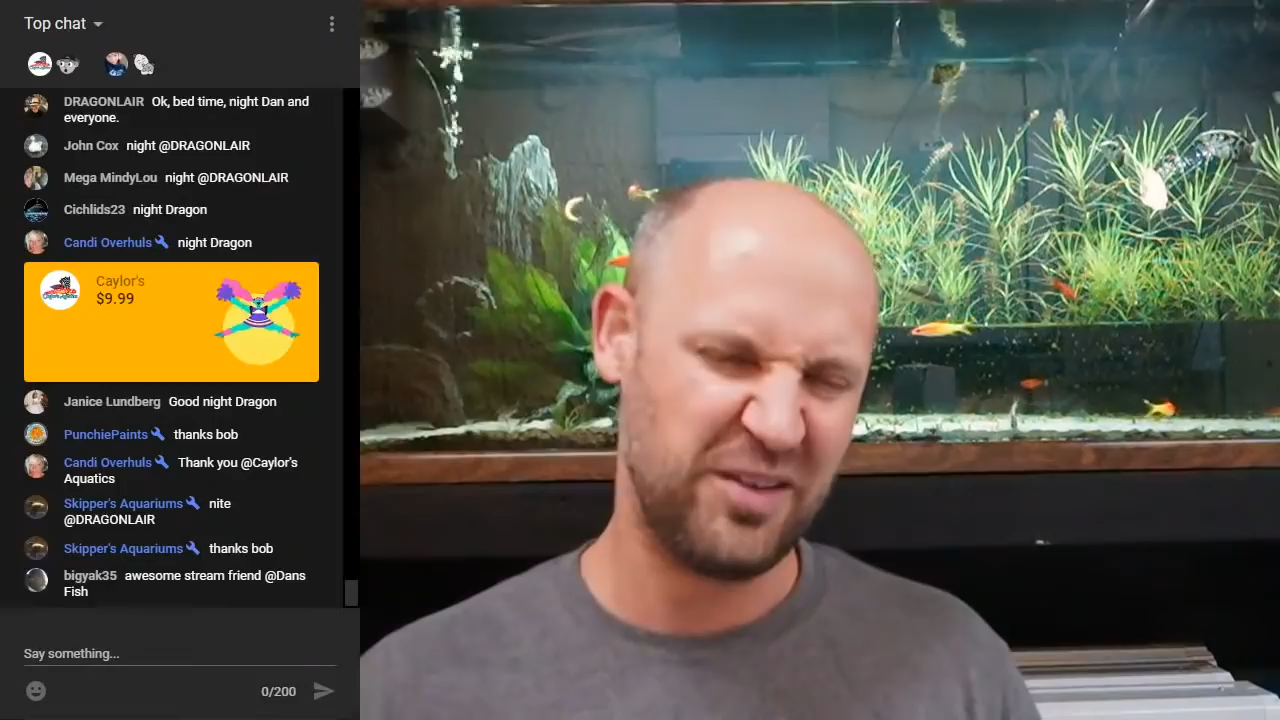 Top chat
DRAGONLAIR Ok, bed time, night Dan and
everyone.
John Cox night @DRAGONLAIR
Mega MindyLou night @DRAGONLAIR
Cichlids23 night Dragon
Candi Overhuls night Dragon
Caylor's
$9.99
Janice Lundberg Good night Dragon
PunchiePaints thanks bob
Candi Overhuls Thank you @Caylor's
Aquatics
Skipper's Aquariums nite
@DRAGONLAIR
Skipper's Aquariums thanks bob
bigyak35 awesome stream friend @Dans
Fish
Say something...
0/200